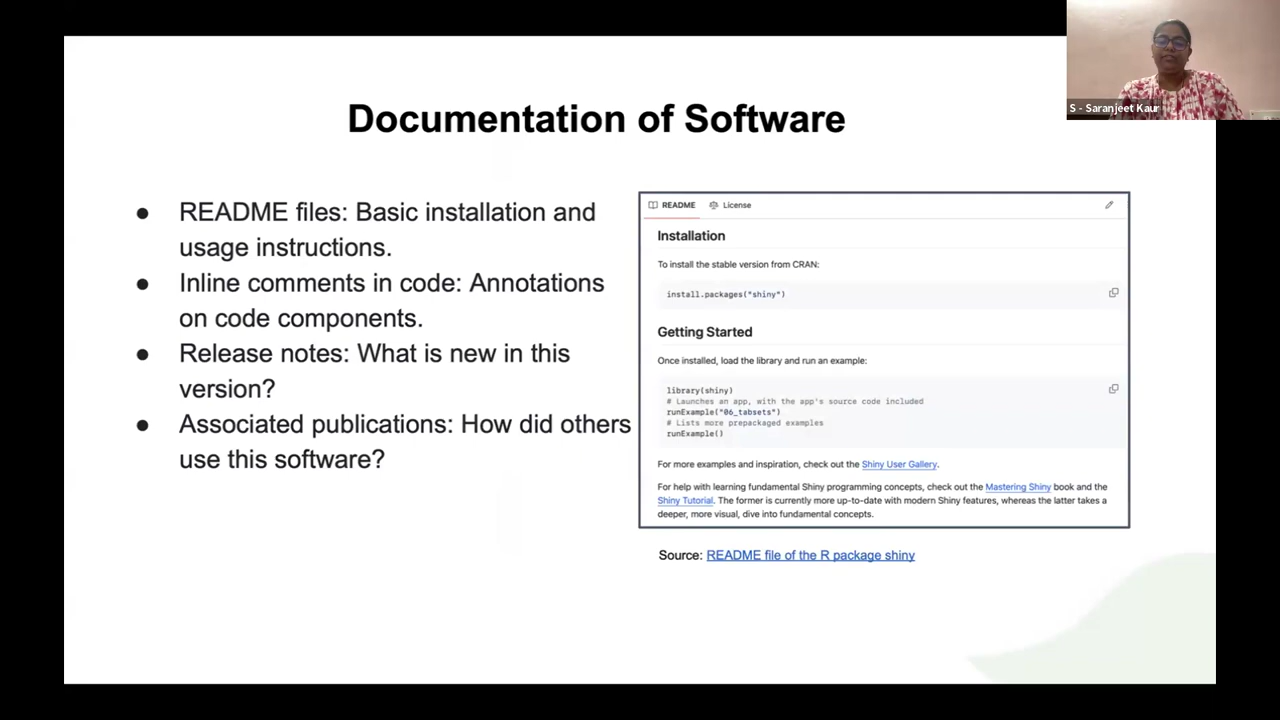 S - Saranjeet Kaur
Documentation of Software
● README files: Basic installation and
usage instructions.
● Inline comments in code: Annotations
on code components.
● Release notes: What is new in this
version?
● Associated publications: How did others
use this software?
README License
Installation
To install the stable version from CRAN:
install.packages("shiny")
Getting Started
Once installed, load the library and run an example:
library(shiny)
# Launches an app, with the app's source code included
runExample("06_tabsets")
# Lists more prepackaged examples
runExample()
For more examples and inspiration, check out the Shiny User Gallery.
For help with learning fundamental Shiny programming concepts, check out the Mastering Shiny book and the
Shiny Tutorial. The former is currently more up-to-date with modern Shiny features, whereas the latter takes a
deeper, more visual, dive into fundamental concepts.
Source: README file of the R package shiny